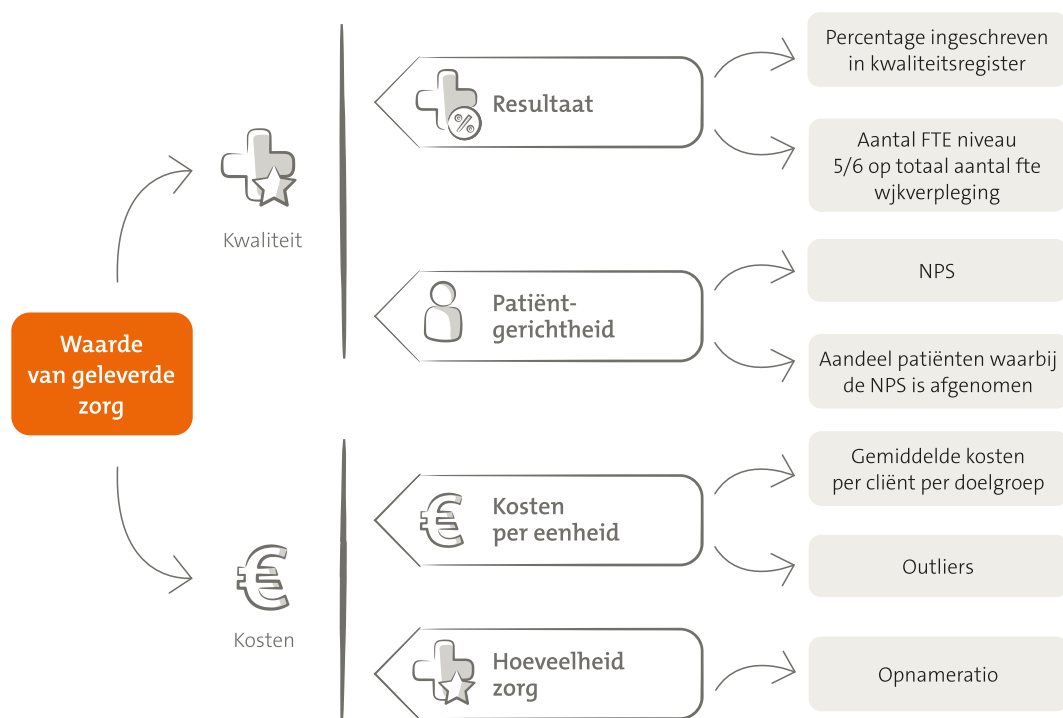 Waarde
van geleverde
zorg
Kwaliteit
Resultaat
Percentage ingeschreven
in kwaliteitsregister
Aantal FTE niveau
5/6 op totaal aantal fte
wjkverpleging
Patiënt-
gerichtheid
NPS
Aandeel patiënten waarbij
de NPS is afgenomen
Kosten
Kosten
per eenheid
Gemiddelde kosten
per cliënt per doelgroep
Outliers
Hoeveelheid
zorg
Opnameratio